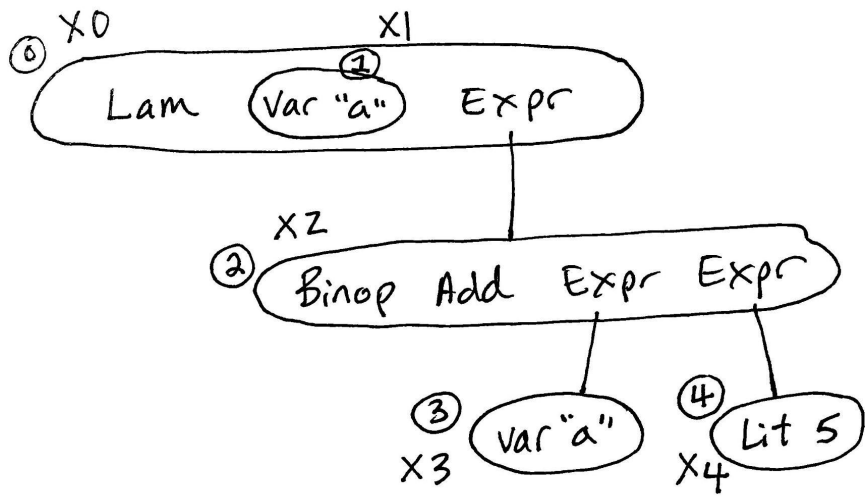 X0 X1
0 1
Lam Var "a" Expr
X2
2 Binop Add Expr Expr
3 4
Var "a" Lit 5
X3 X4